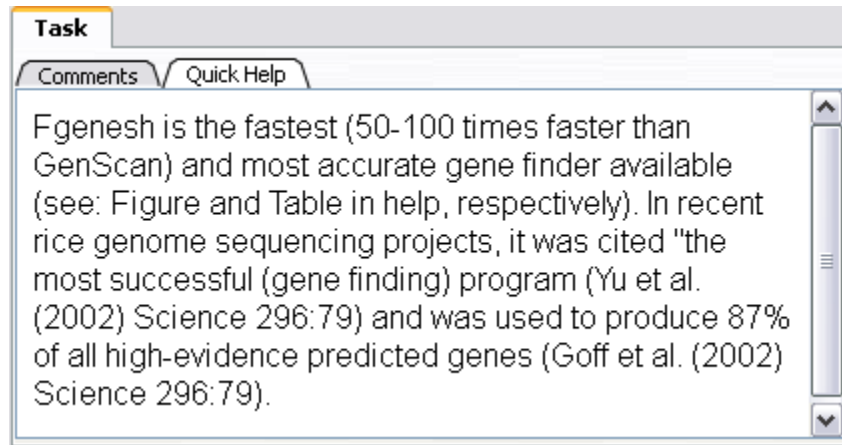 Task
Comments
Quick Help
Fgenesh is the fastest (50-100 times faster than
GenScan) and most accurate gene finder available
(see: Figure and Table in help, respectively). In recent
rice genome sequencing projects, it was cited "the
most successful (gene finding) program (Yu et al.
(2002) Science 296:79) and was used to produce 87%
of all high-evidence predicted genes (Goff et al. (2002)
Science 296:79).